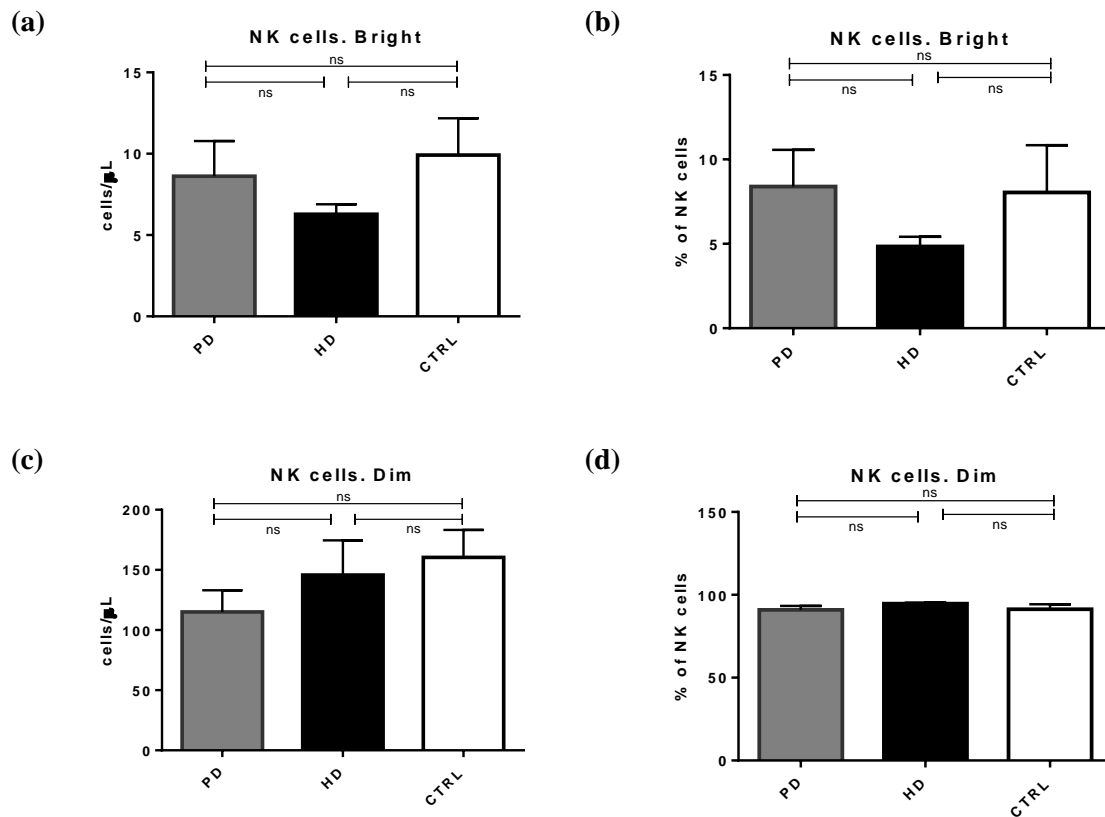 (a)
NK cells. Bright
ns
ns
ns
15
10
5
0
cells/µL
PD
HD
CTRL
(b)
NK cells. Bright
ns
ns
ns
15
10
5
0
% of NK cells
PD
HD
CTRL
(c)
NK cells. Dim
ns
ns
ns
200
150
100
50
0
cells/µL
PD
HD
CTRL
(d)
NK cells. Dim
ns
ns
ns
150
100
50
0
% of NK cells
PD
HD
CTRL